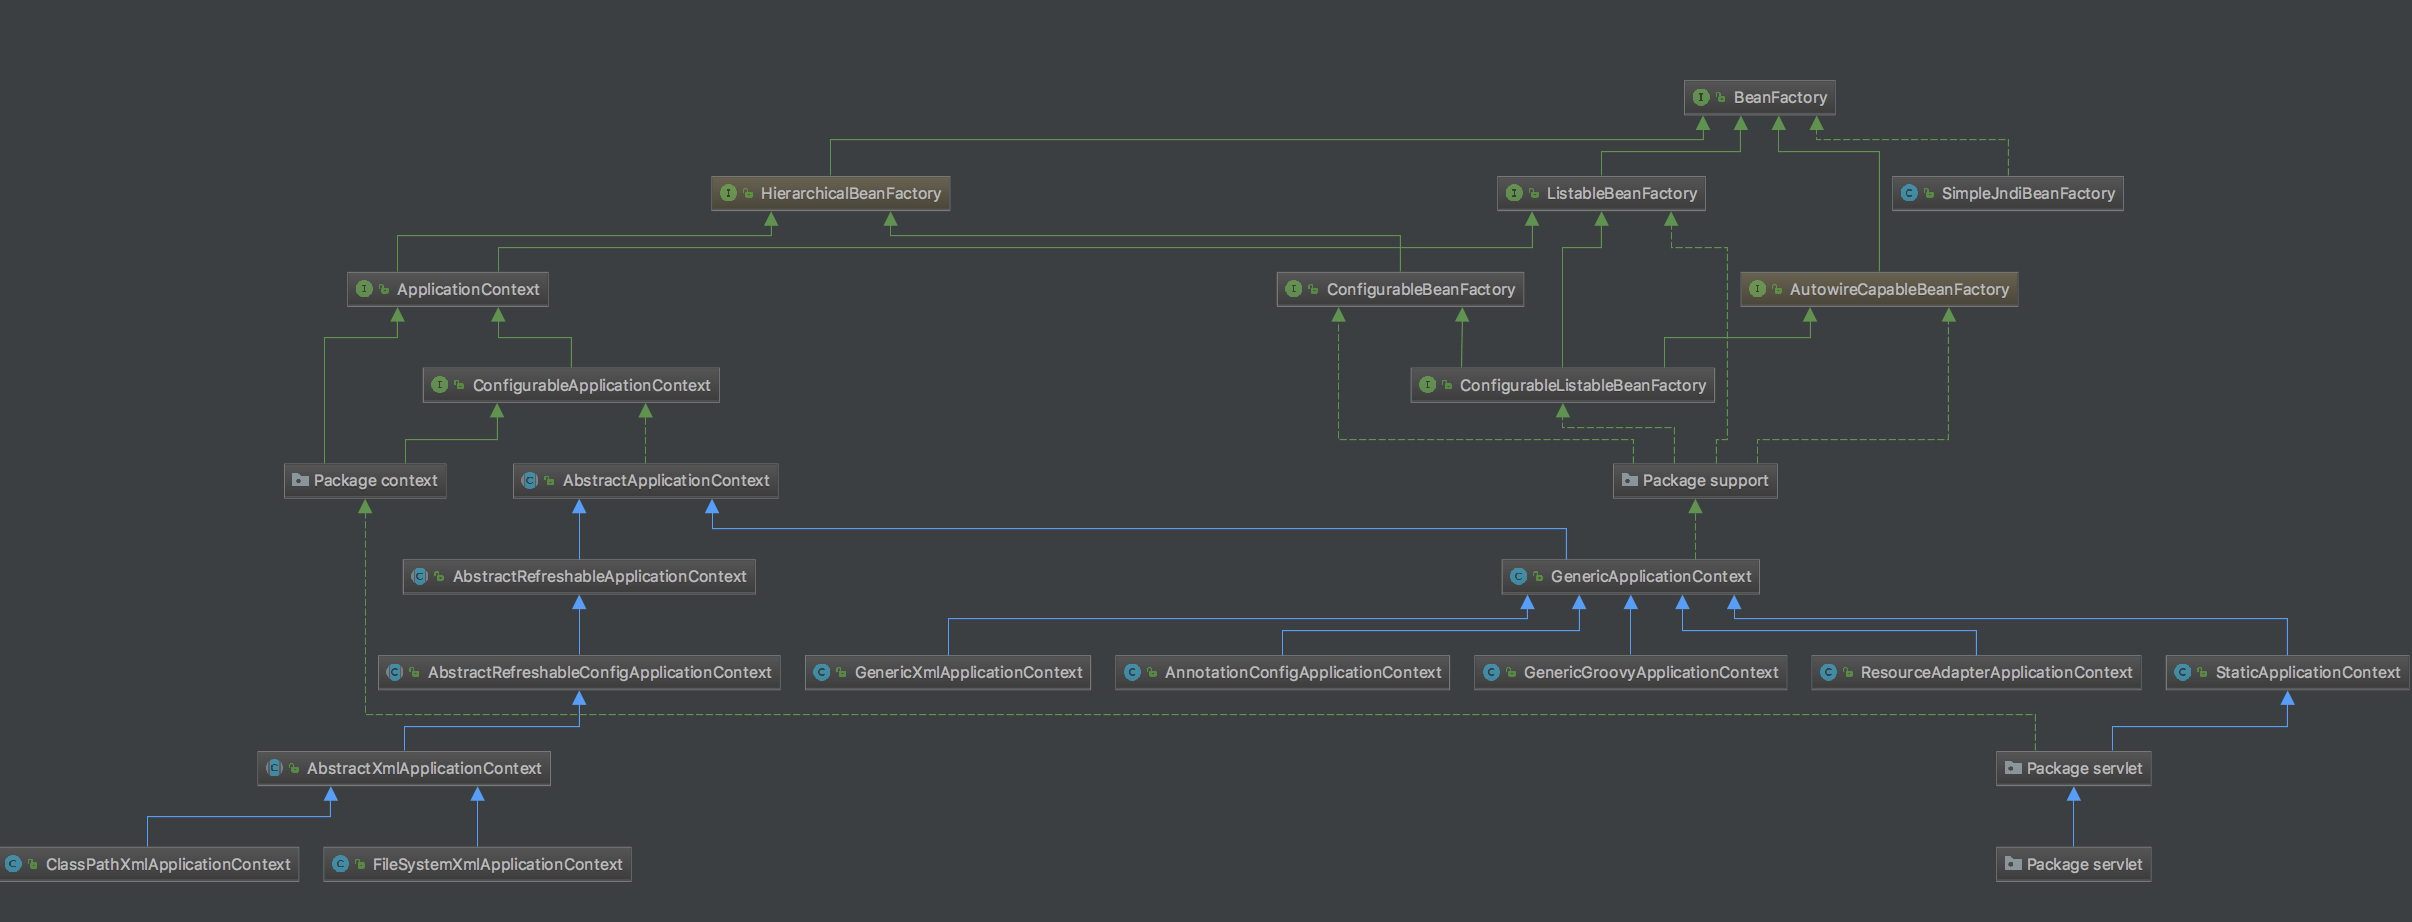 BeanFactory
HierarchicalBeanFactory
ListableBeanFactory
SimpleJndiBeanFactory
ApplicationContext
ConfigurableBeanFactory
AutowireCapableBeanFactory
ConfigurableApplicationContext
ConfigurableListableBeanFactory
Package context
AbstractApplicationContext
Package support
AbstractRefreshableApplicationContext
GenericApplicationContext
AbstractRefreshableConfigApplicationContext
GenericXmlApplicationContext
AnnotationConfigApplicationContext
GenericGroovyApplicationContext
ResourceAdapterApplicationContext
StaticApplicationContext
AbstractXmlApplicationContext
Package servlet
ClassPathXmlApplicationContext
FileSystemXmlApplicationContext
Package servlet